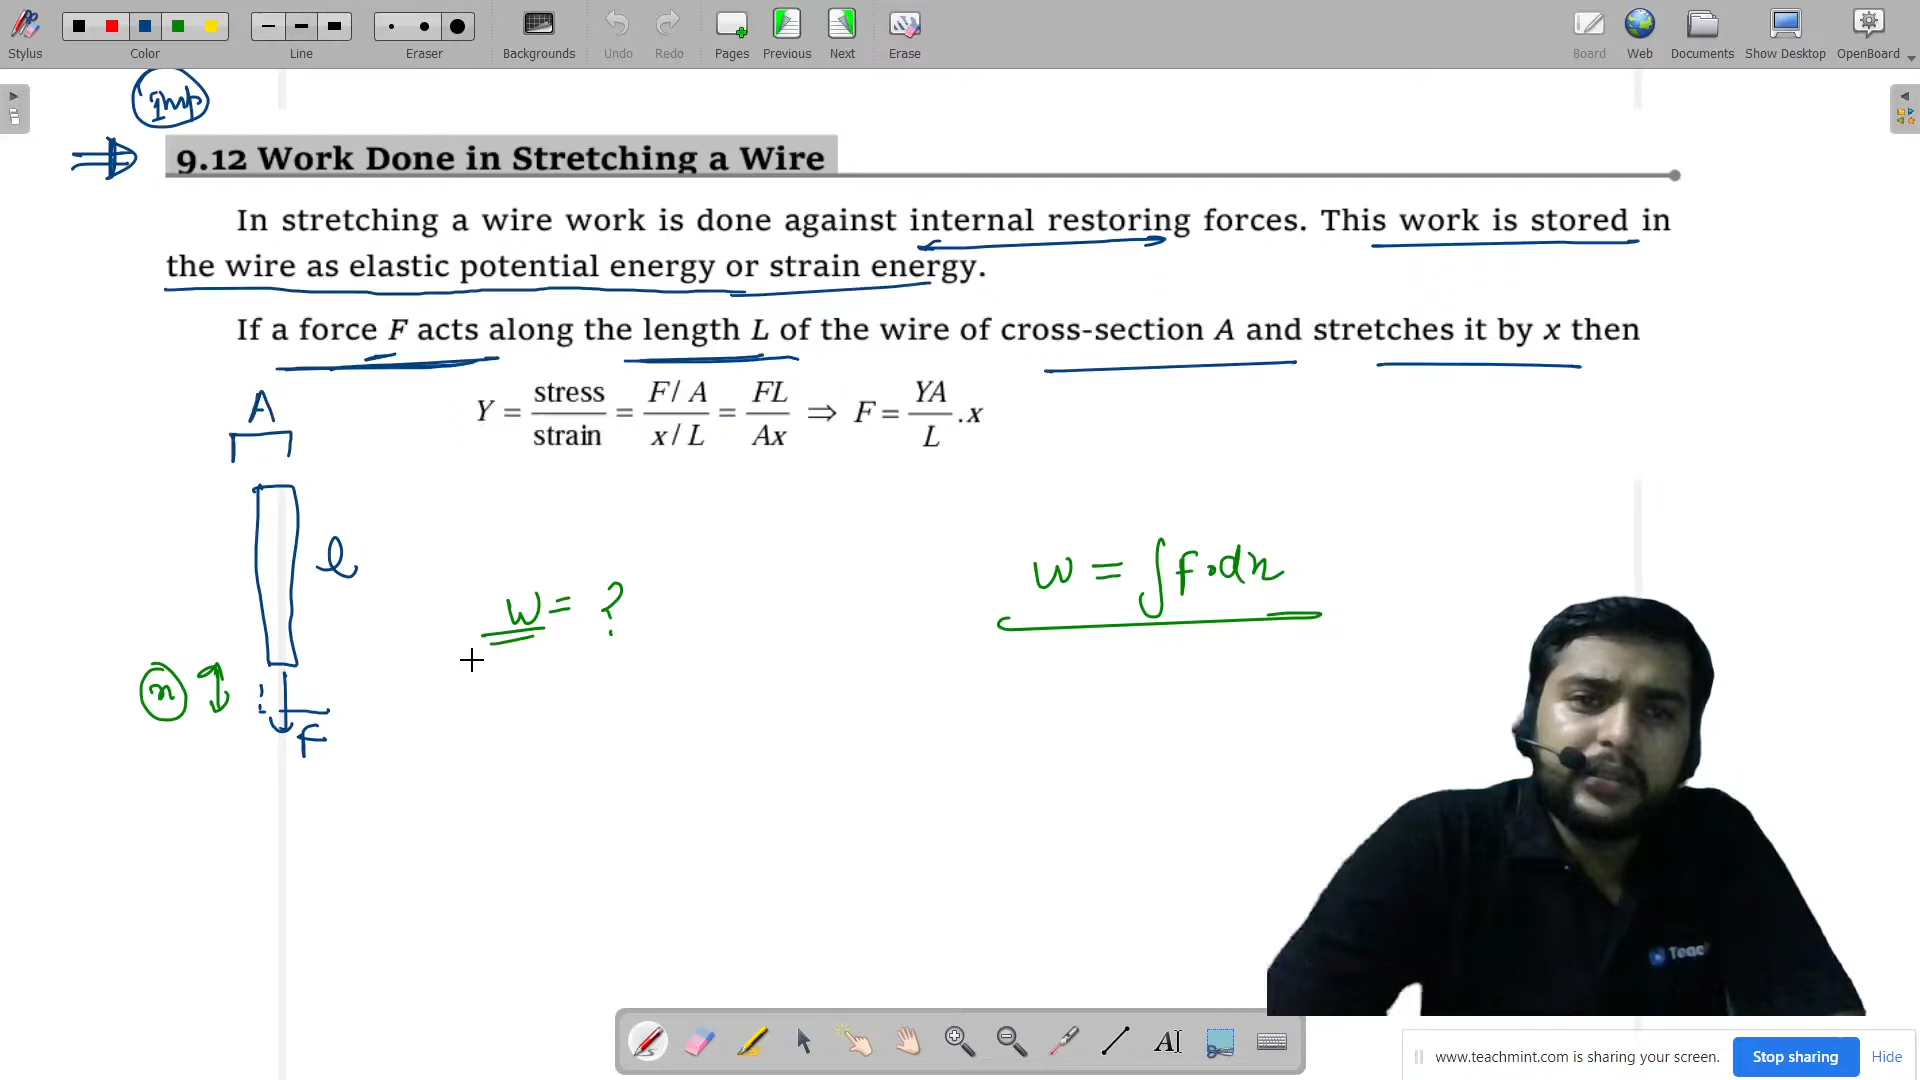 Stylus Color Line Eraser Backgrounds Undo Redo Pages Previous Next Erase Board Web Documents Show Desktop OpenBoard
Imp
9.12 Work Done in Stretching a Wire
In stretching a wire work is done against internal restoring forces. This work is stored in
the wire as elastic potential energy or strain energy.
If a force F acts along the length L of the wire of cross-section A and stretches it by x then
Y = stress/strain = F/A / x/L = FL/Ax ⇒ F = YA/L .x
A
l
w = ∫ f.dx
w = ?
x
F
Teac
AI
www.teachmint.com is sharing your screen. Stop sharing Hide